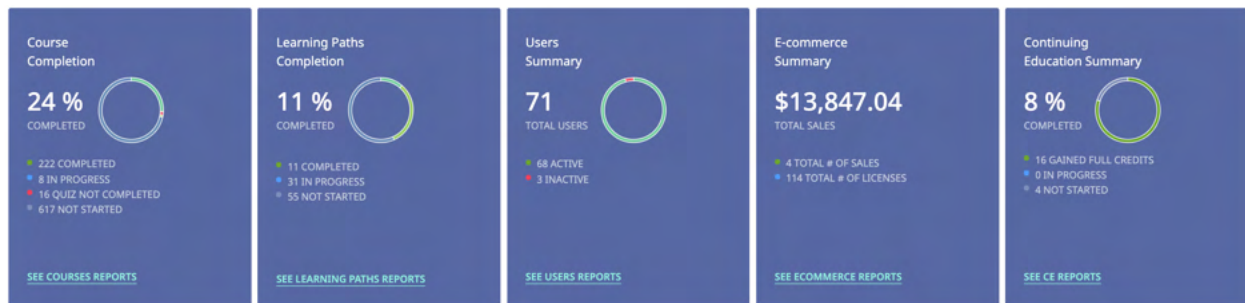 Course
Completion
24 %
COMPLETED
222 COMPLETED
8 IN PROGRESS
16 QUIZ NOT COMPLETED
617 NOT STARTED
SEE COURSES REPORTS
Learning Paths
Completion
11 %
COMPLETED
11 COMPLETED
31 IN PROGRESS
55 NOT STARTED
SEE LEARNING PATHS REPORTS
Users
Summary
71
TOTAL USERS
68 ACTIVE
3 INACTIVE
SEE USERS REPORTS
E-commerce
Summary
$13,847.04
TOTAL SALES
4 TOTAL # OF SALES
114 TOTAL # OF LICENSES
SEE ECOMMERCE REPORTS
Continuing
Education Summary
8 %
COMPLETED
16 GAINED FULL CREDITS
0 IN PROGRESS
4 NOT STARTED
SEE CE REPORTS